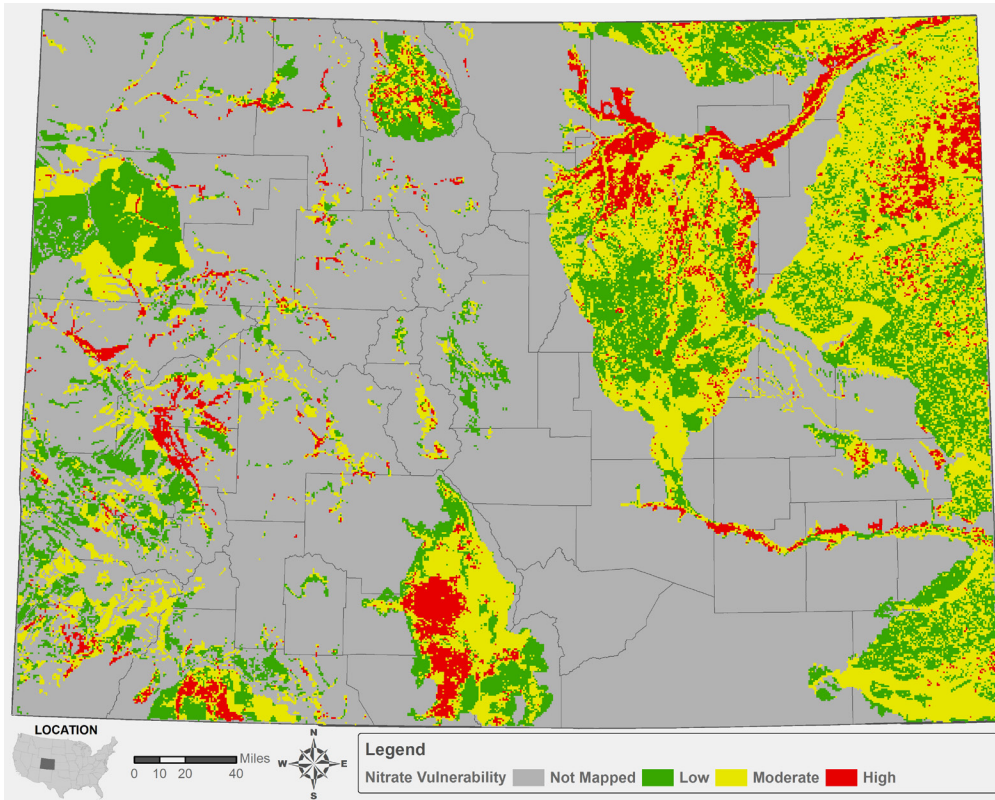 LOCATION
0 10 20 40 Miles
N
W E
S
Legend
Nitrate Vulnerability Not Mapped Low Moderate High